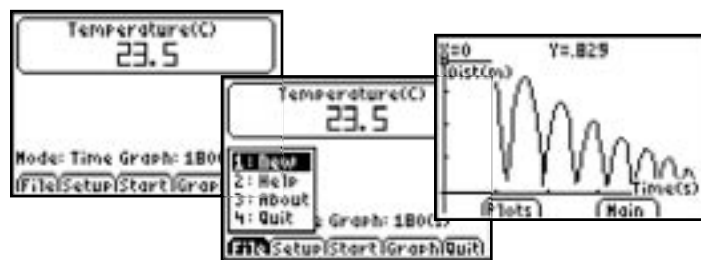 Temperature(C)
23.5
Mode: Time Graph: 180
File Setup Start Grap
Temperature(C)
23.5
1: New
2: Help
3: About
4: Quit
e Graph: 180(s)
File Setup Start Graph Quit
X=0 Y=.829
Dist(m)
Time(s)
Plots Main